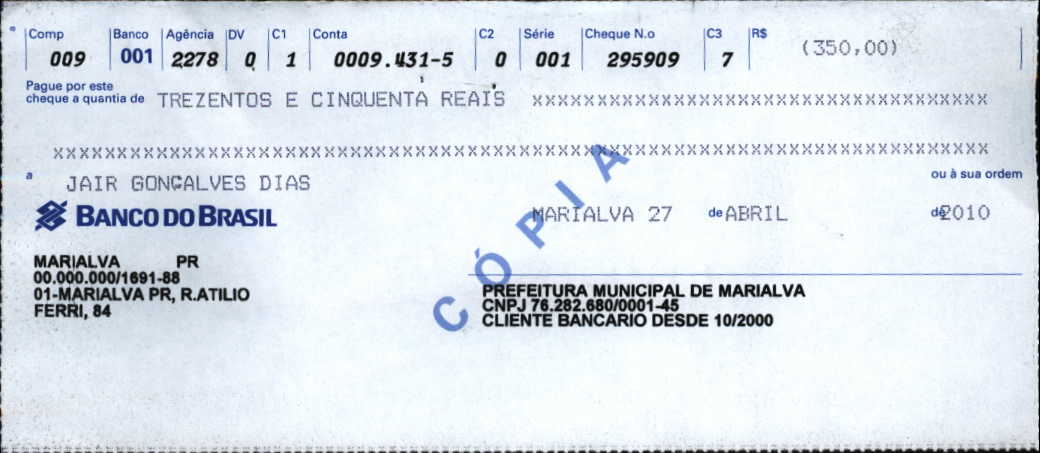 Comp Banco Agência DV C1 Conta C2 Série Cheque N.o C3 R$
009 001 2278 0 1 0009.431-5 0 001 295909 7 (350,00)
Pague por este
cheque a quantia de TREZENTOS E CINQUENTA REAIS XXXXXXXXXXXXXXXXXXXXXXXXXXXXXXXXXXX
XXXXXXXXXXXXXXXXXXXXXXXXXXXXXXXXXXXXXXXXXXXXXXXXXXXXXXXXXXXXXXXXXXXXXXXX
a JAIR GONÇALVES DIAS ou à sua ordem
BANCO DO BRASIL MARIALVA 27 de ABRIL de 2010
CÓPIA
MARIALVA PR
00.000.000/1691-88
01-MARIALVA PR, R.ATILIO
FERRI, 84
PREFEITURA MUNICIPAL DE MARIALVA
CNPJ 76.282.680/0001-45
CLIENTE BANCARIO DESDE 10/2000